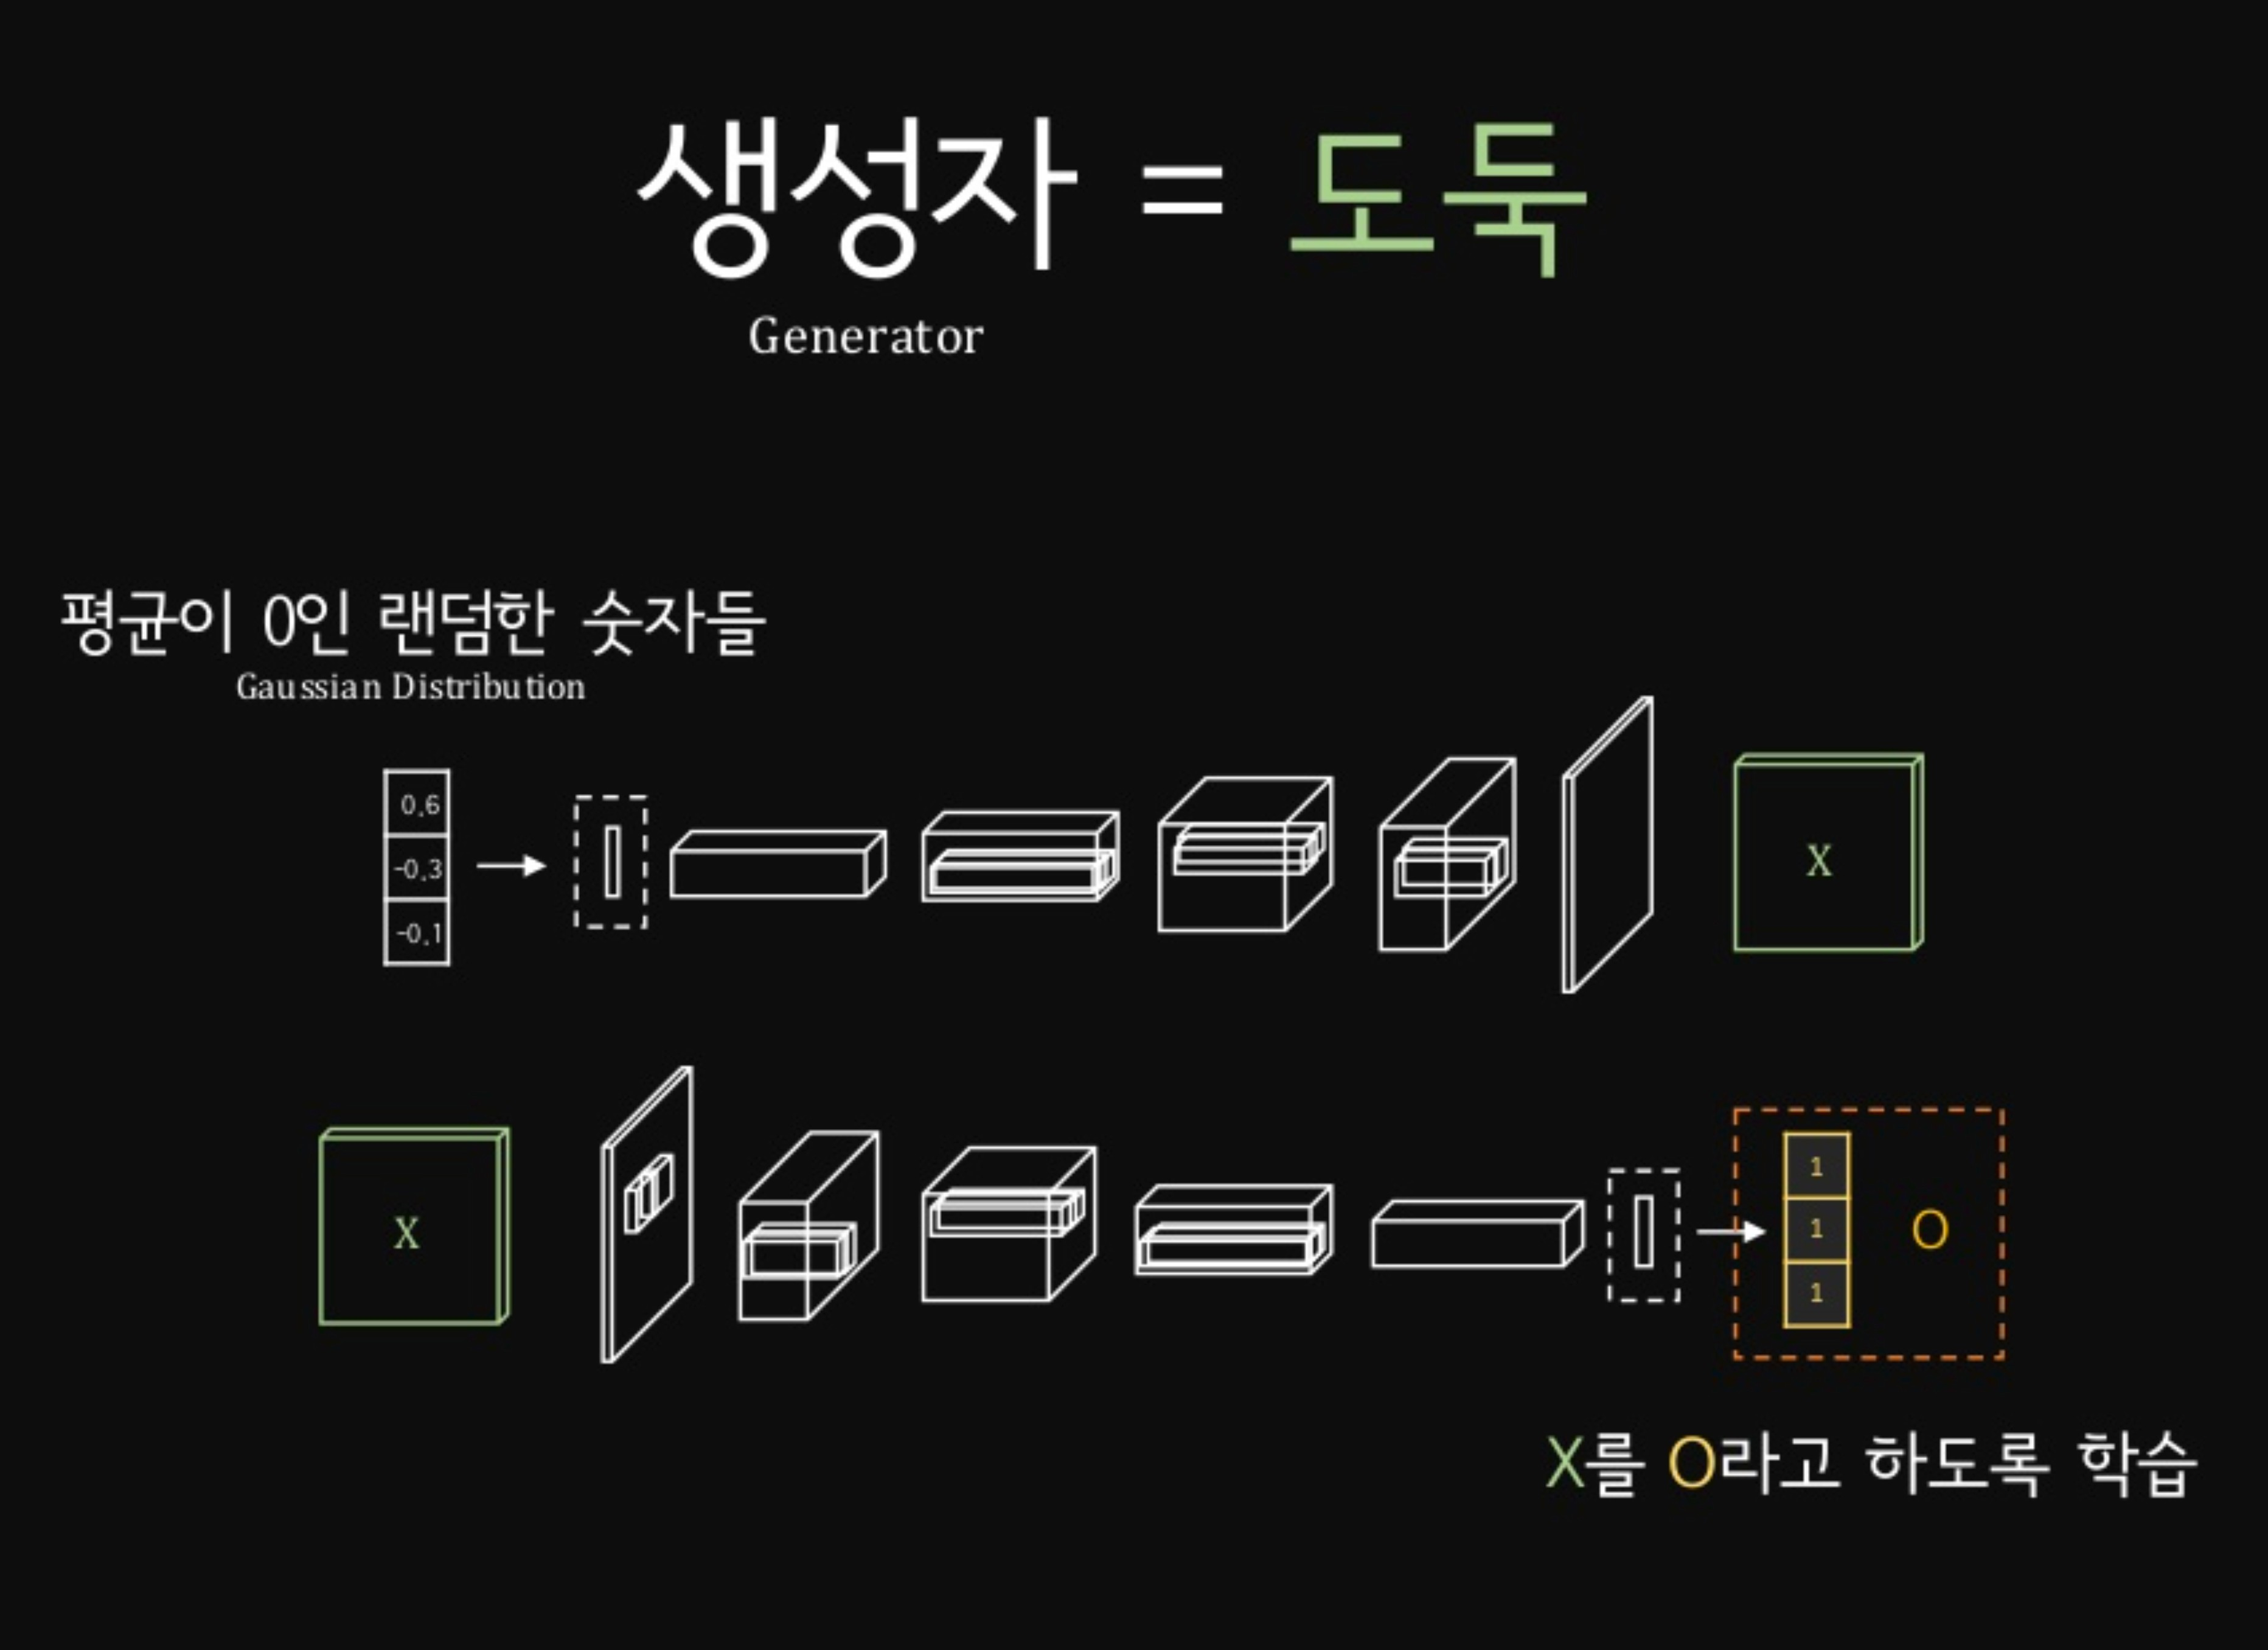 생성자 = 도둑
Generator
평균이 0인 랜덤한 숫자들
Gaussian Distribution
0.6
-0.3
-0.1
X
X
1
1
1
O
X를 O라고 하도록 학습